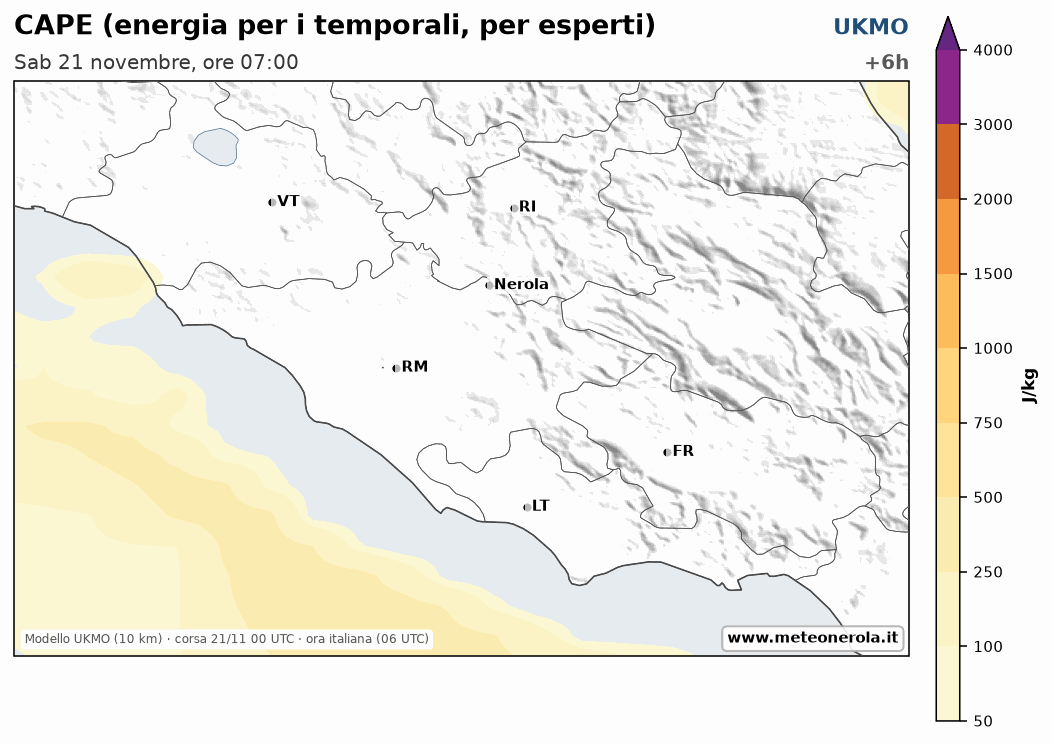 CAPE (energia per i temporali, per esperti)
UKMO
Sab 21 novembre, ore 07:00
+6h
4000
3000
2000
1500
1000
750
500
250
100
50
J/kg
VT
RI
Nerola
RM
FR
LT
Modello UKMO (10 km) · corsa 21/11 00 UTC · ora italiana (06 UTC)
www.meteonerola.it